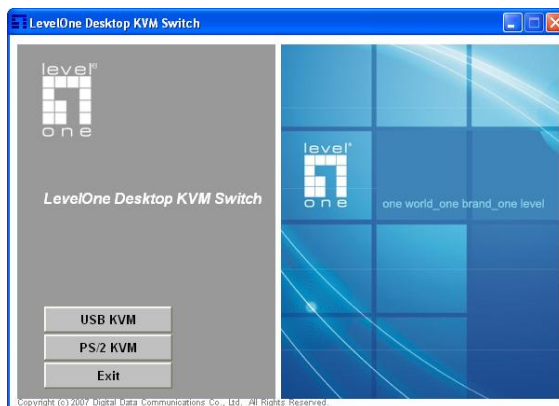 LevelOne Desktop KVM Switch
level®
one
LevelOne Desktop KVM Switch
USB KVM
PS/2 KVM
Exit
level®
one
one world_one brand_one level
Copyright (c) 2007 Digital Data Communications Co., Ltd. All Rights Reserved.